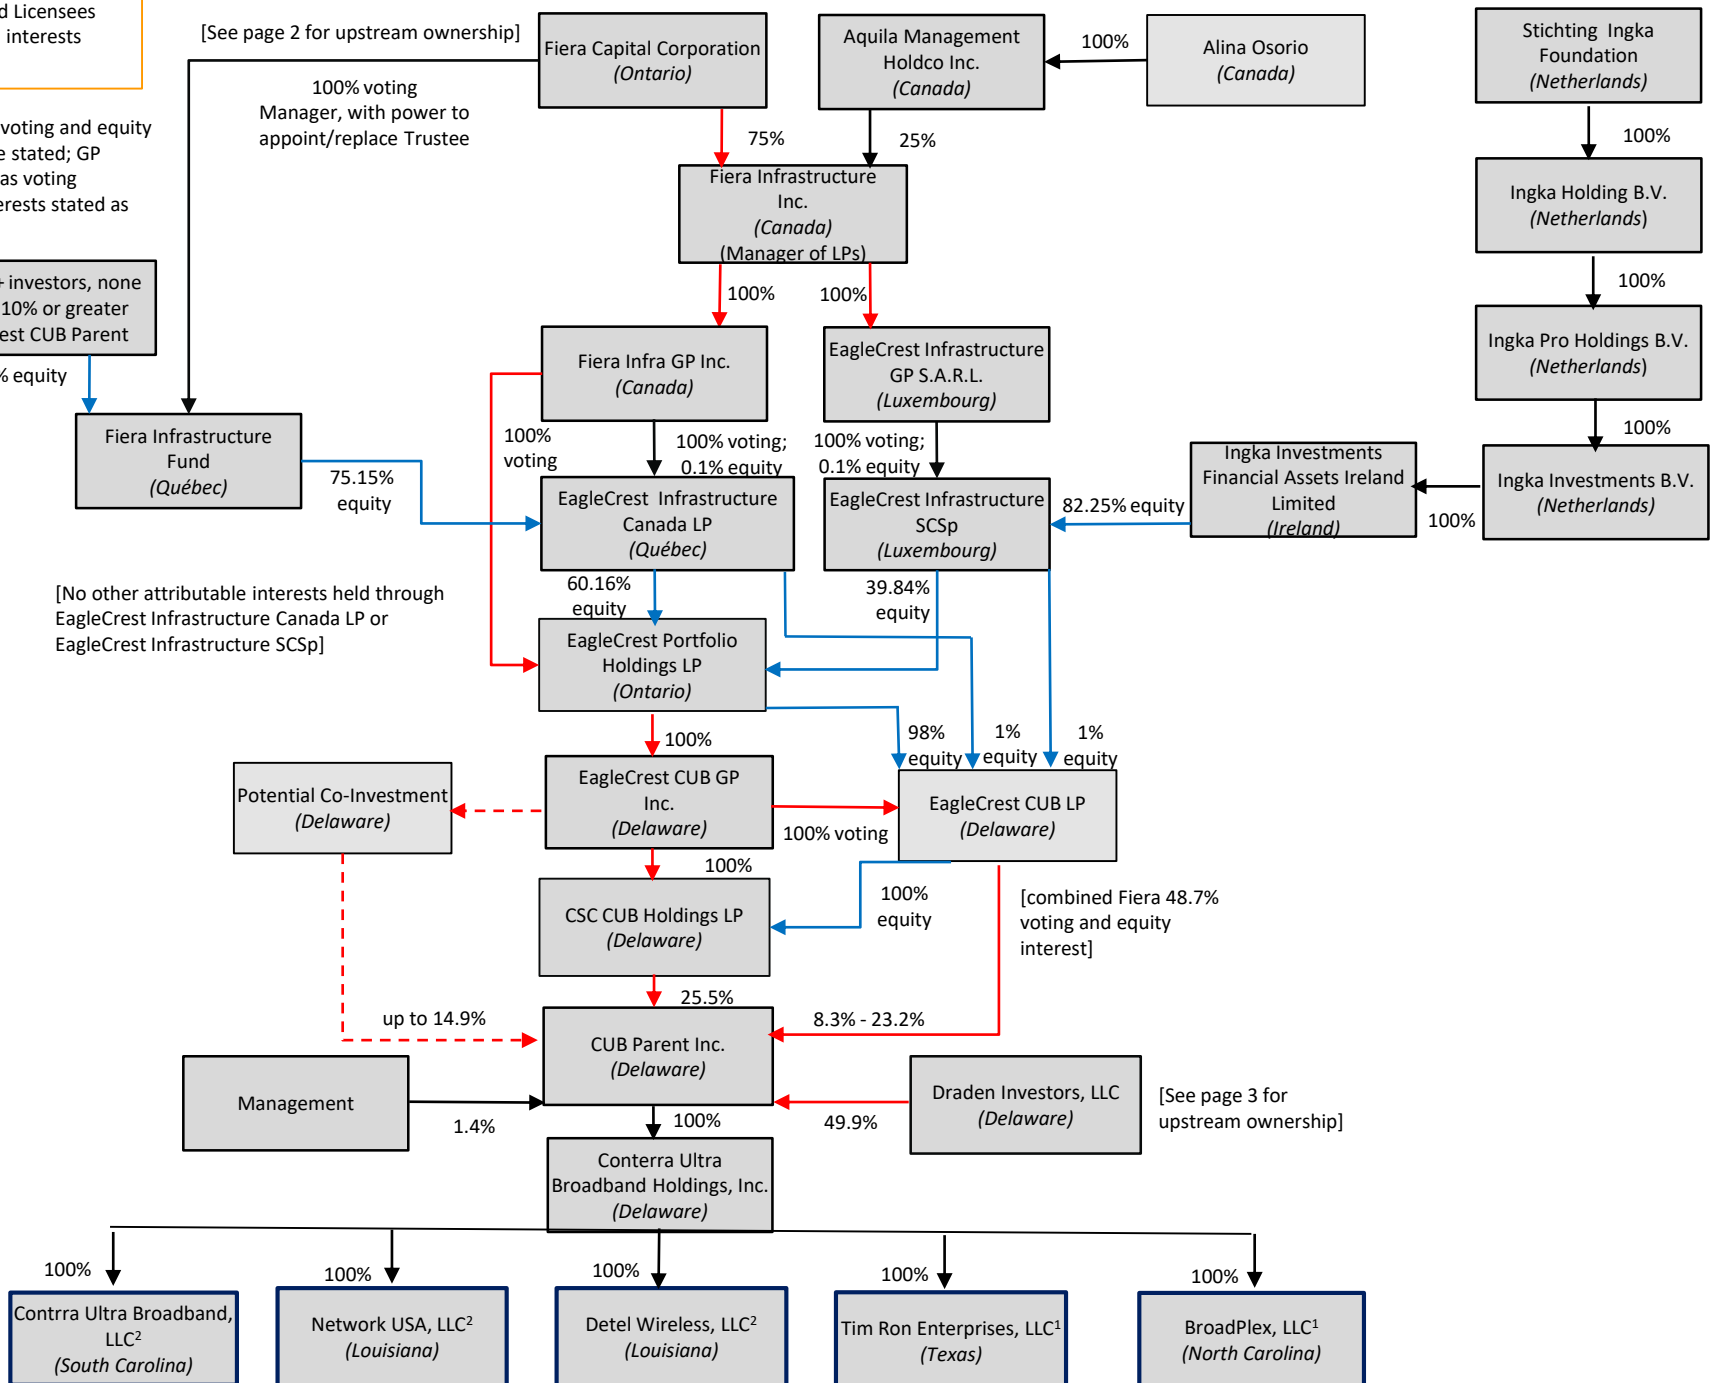 d Licensees
interests
[See page 2 for upstream ownership]
Fiera Capital Corporation
(Ontario)
Aquila Management
Holdco Inc.
(Canada)
100%
Alina Osorio
(Canada)
Stichting Ingka
Foundation
(Netherlands)
100% voting
Manager, with power to
appoint/replace Trustee
voting and equity
e stated; GP
as voting
erests stated as
75%
25%
100%
Fiera Infrastructure
Inc.
(Canada)
(Manager of LPs)
Ingka Holding B.V.
(Netherlands)
+ investors, none
10% or greater
est CUB Parent
% equity
100%
100%
100%
Fiera Infra GP Inc.
(Canada)
EagleCrest Infrastructure
GP S.A.R.L.
(Luxembourg)
Ingka Pro Holdings B.V.
(Netherlands)
Fiera Infrastructure
Fund
(Québec)
100%
voting
100% voting;
0.1% equity
100% voting;
0.1% equity
100%
75.15%
equity
EagleCrest Infrastructure
Canada LP
(Québec)
EagleCrest Infrastructure
SCSp
(Luxembourg)
82.25% equity
Ingka Investments
Financial Assets Ireland
Limited
(Ireland)
100%
Ingka Investments B.V.
(Netherlands)
[No other attributable interests held through
EagleCrest Infrastructure Canada LP or
EagleCrest Infrastructure SCSp]
60.16%
equity
39.84%
equity
EagleCrest Portfolio
Holdings LP
(Ontario)
100%
98%
equity
1%
equity
1%
equity
Potential Co-Investment
(Delaware)
EagleCrest CUB GP
Inc.
(Delaware)
100% voting
EagleCrest CUB LP
(Delaware)
100%
CSC CUB Holdings LP
(Delaware)
100%
equity
[combined Fiera 48.7%
voting and equity
interest]
25.5%
up to 14.9%
8.3% - 23.2%
CUB Parent Inc.
(Delaware)
Management
1.4%
49.9%
Draden Investors, LLC
(Delaware)
[See page 3 for
upstream ownership]
100%
Conterra Ultra
Broadband Holdings, Inc.
(Delaware)
100%
100%
100%
100%
100%
Contrra Ultra Broadband,
LLC2
(South Carolina)
Network USA, LLC2
(Louisiana)
Detel Wireless, LLC2
(Louisiana)
Tim Ron Enterprises, LLC1
(Texas)
BroadPlex, LLC1
(North Carolina)